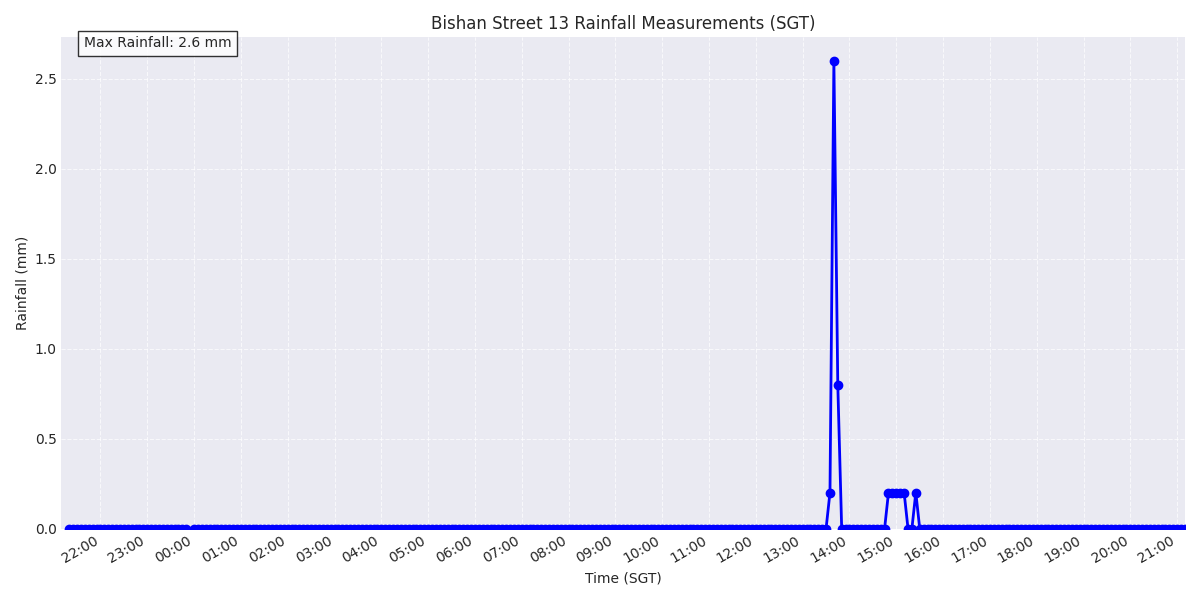 Bishan Street 13 Rainfall Measurements (SGT)
Max Rainfall: 2.6 mm
2.5
2.0
1.5
1.0
0.5
0.0
Rainfall (mm)
22:00 23:00 00:00 01:00 02:00 03:00 04:00 05:00 06:00 07:00 08:00 09:00 10:00 11:00 12:00 13:00 14:00 15:00 16:00 17:00 18:00 19:00 20:00 21:00
Time (SGT)